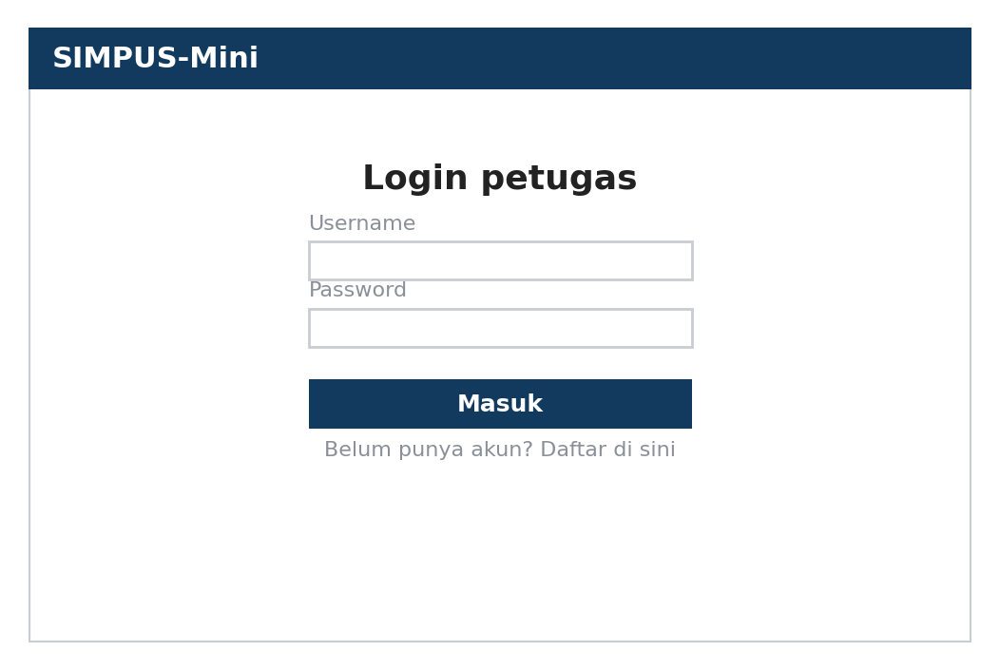 SIMPUS-Mini
Login petugas
Username
Password
Masuk
Belum punya akun? Daftar di sini